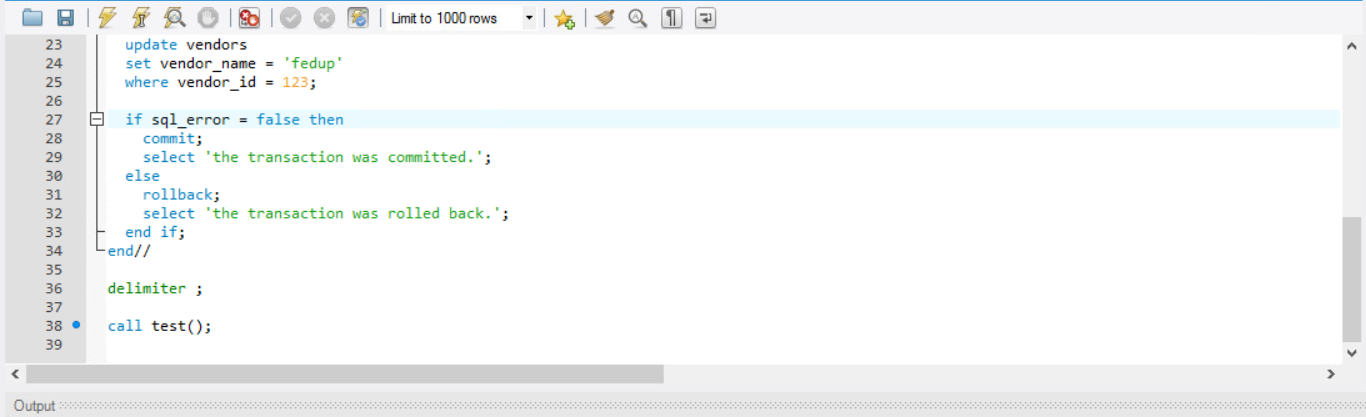 Limit to 1000 rows
23 update vendors
24 set vendor_name = 'fedup'
25 where vendor_id = 123;
26
27 if sql_error = false then
28 commit;
29 select 'the transaction was committed.';
30 else
31 rollback;
32 select 'the transaction was rolled back.';
33 end if;
34 end//
35
36 delimiter ;
37
38 call test();
39
Output